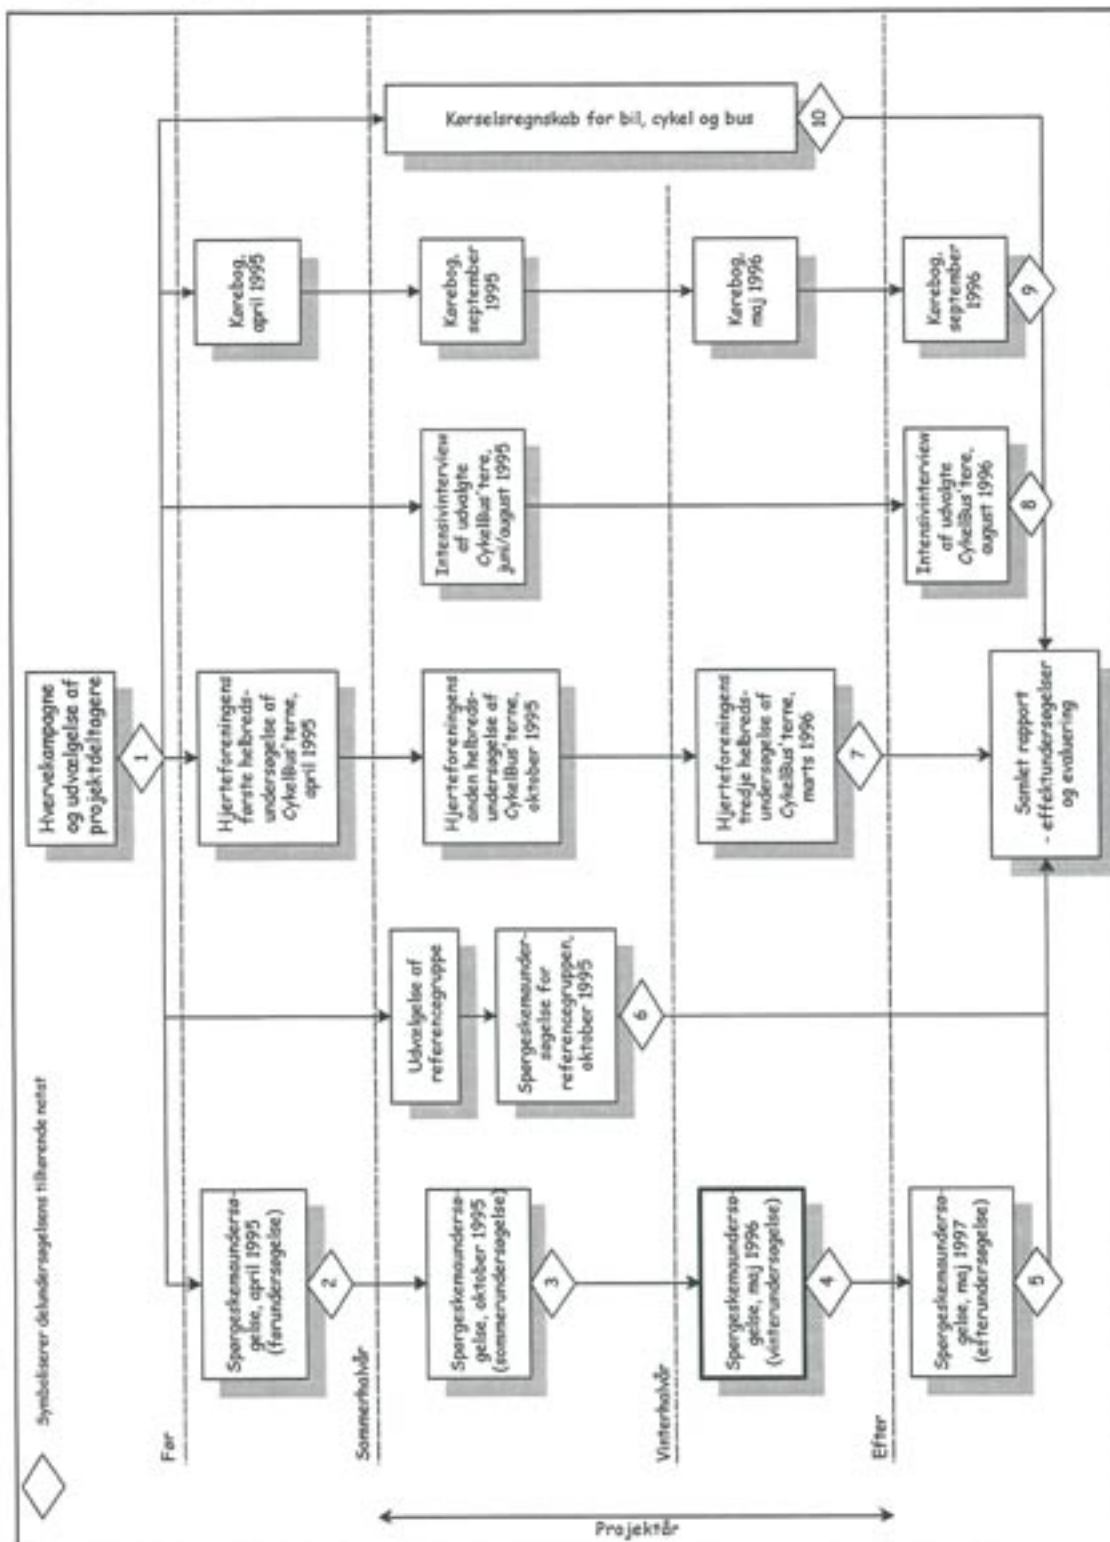 Symboliserer delundersøgelsens tilhørende notat
Hvervekampagne
og udvælgelse af
projektdeltagere
1
Før
Spørgeskemaundersø-
gelse, april 1995
(førundersøgelse)
2
Hjerteforeningens
første helbreds-
undersøgelse af
CykelBus'terne,
april 1995
Kørebog,
april 1995
Sommerhalvår
Spørgeskemaundersø-
gelse, oktober 1995
(sommerundersøgelse)
3
Udvælgelse af
referencegruppe
Spørgeskemaunder-
søgelse for
referencegruppen,
oktober 1995
6
Hjerteforeningens
anden helbreds-
undersøgelse af
CykelBus'terne,
oktober 1995
Intensivinterview
af udvalgte
CykelBus'tere,
juni/august 1995
Kørebog,
september
1995
Kørselsregnskab for bil, cykel og bus
10
Vinterhalvår
Spørgeskemaundersø-
gelse, maj 1996
(vinterundersøgelse)
4
Hjerteforeningens
tredje helbreds-
undersøgelse af
CykelBus'terne,
marts 1996
7
Kørebog,
maj 1996
Efter
Spørgeskemaundersø-
gelse, maj 1997
(efterundersøgelse)
5
Intensivinterview
af udvalgte
CykelBus'tere,
august 1996
8
Kørebog,
september
1996
9
Samlet rapport
- effektundersøgelser
og evaluering
Projektår